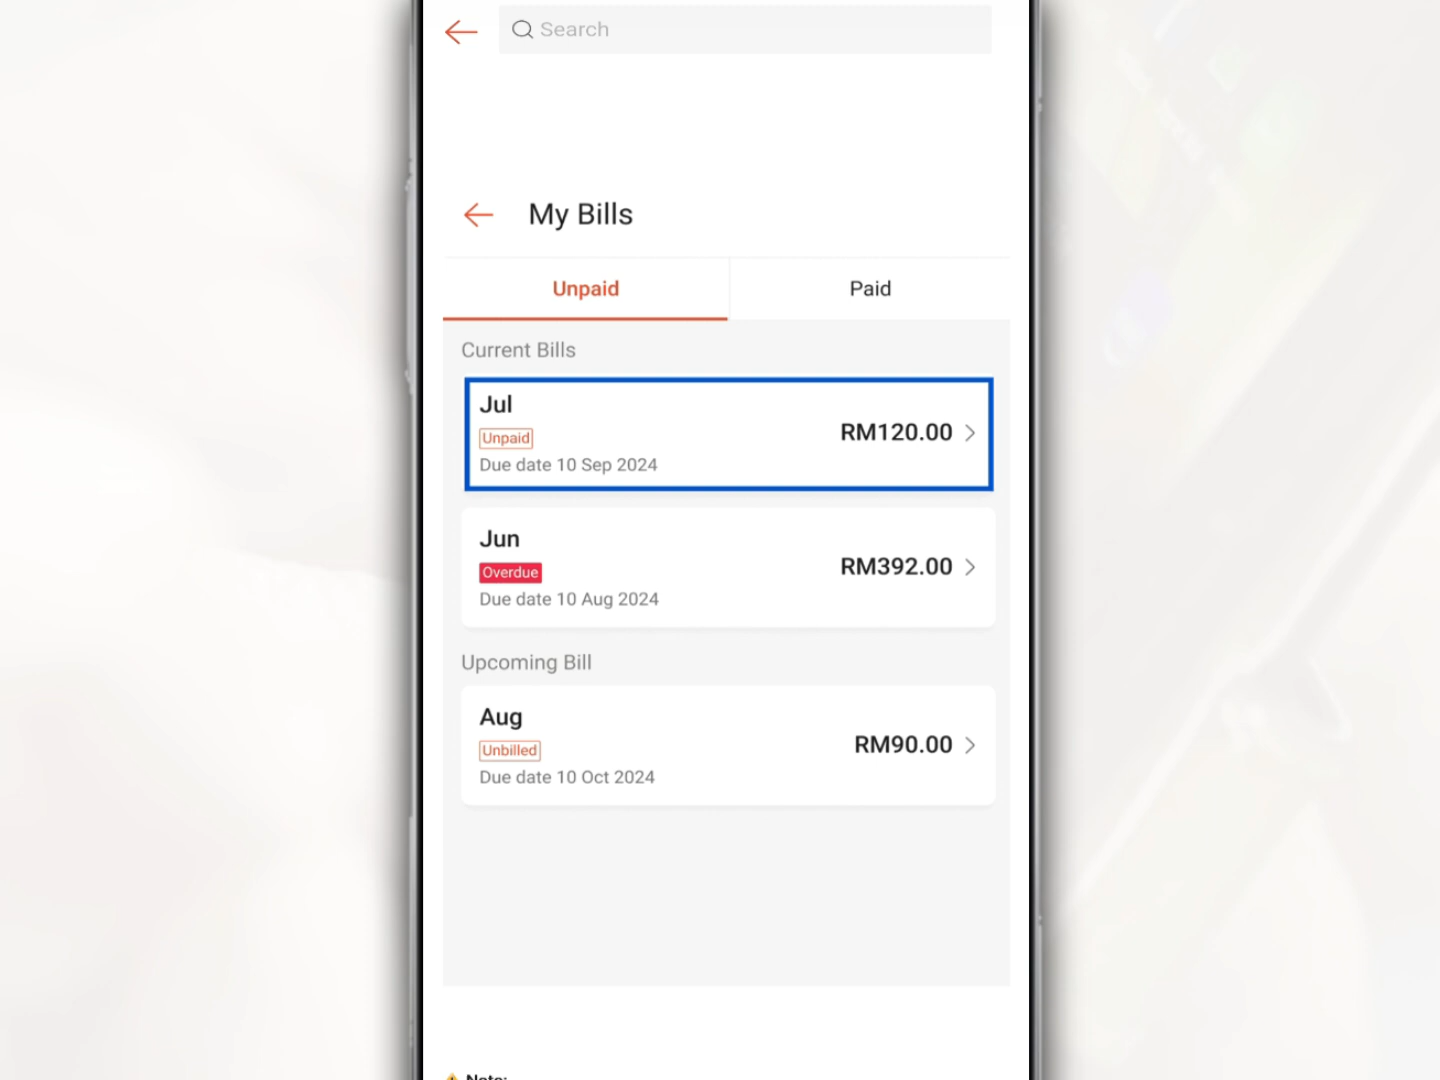 Search
My Bills
Unpaid
Paid
Current Bills
Jul
Unpaid
RM120.00
Due date 10 Sep 2024
Jun
Overdue
RM392.00
Due date 10 Aug 2024
Upcoming Bill
Aug
Unbilled
RM90.00
Due date 10 Oct 2024
Note: